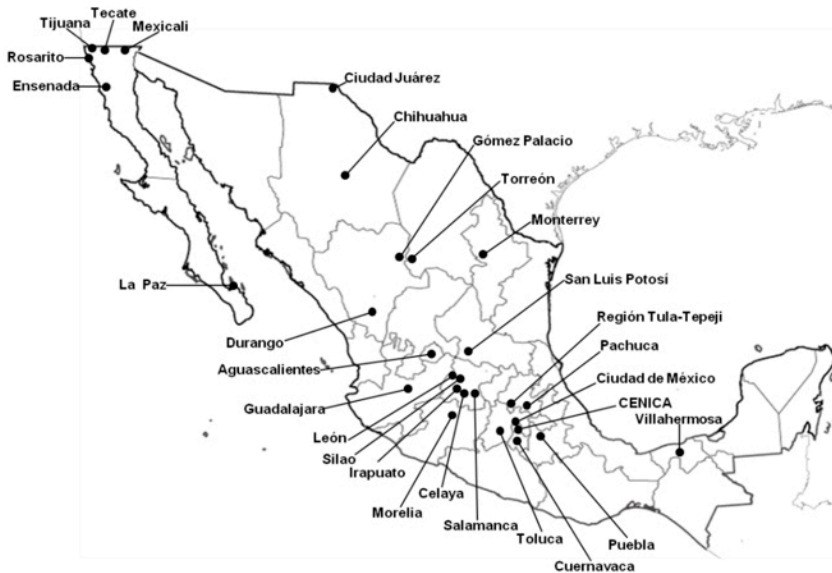 Tecate
Tijuana
Mexicali
Rosarito
Ensenada
Ciudad Juárez
Chihuahua
Gómez Palacio
Torreón
Monterrey
La Paz
San Luis Potosí
Región Tula-Tepeji
Durango
Pachuca
Aguascalientes
Ciudad de México
CENICA
Guadalajara
Villahermosa
León
Silao
Irapuato
Celaya
Morelia
Salamanca
Toluca
Puebla
Cuernavaca